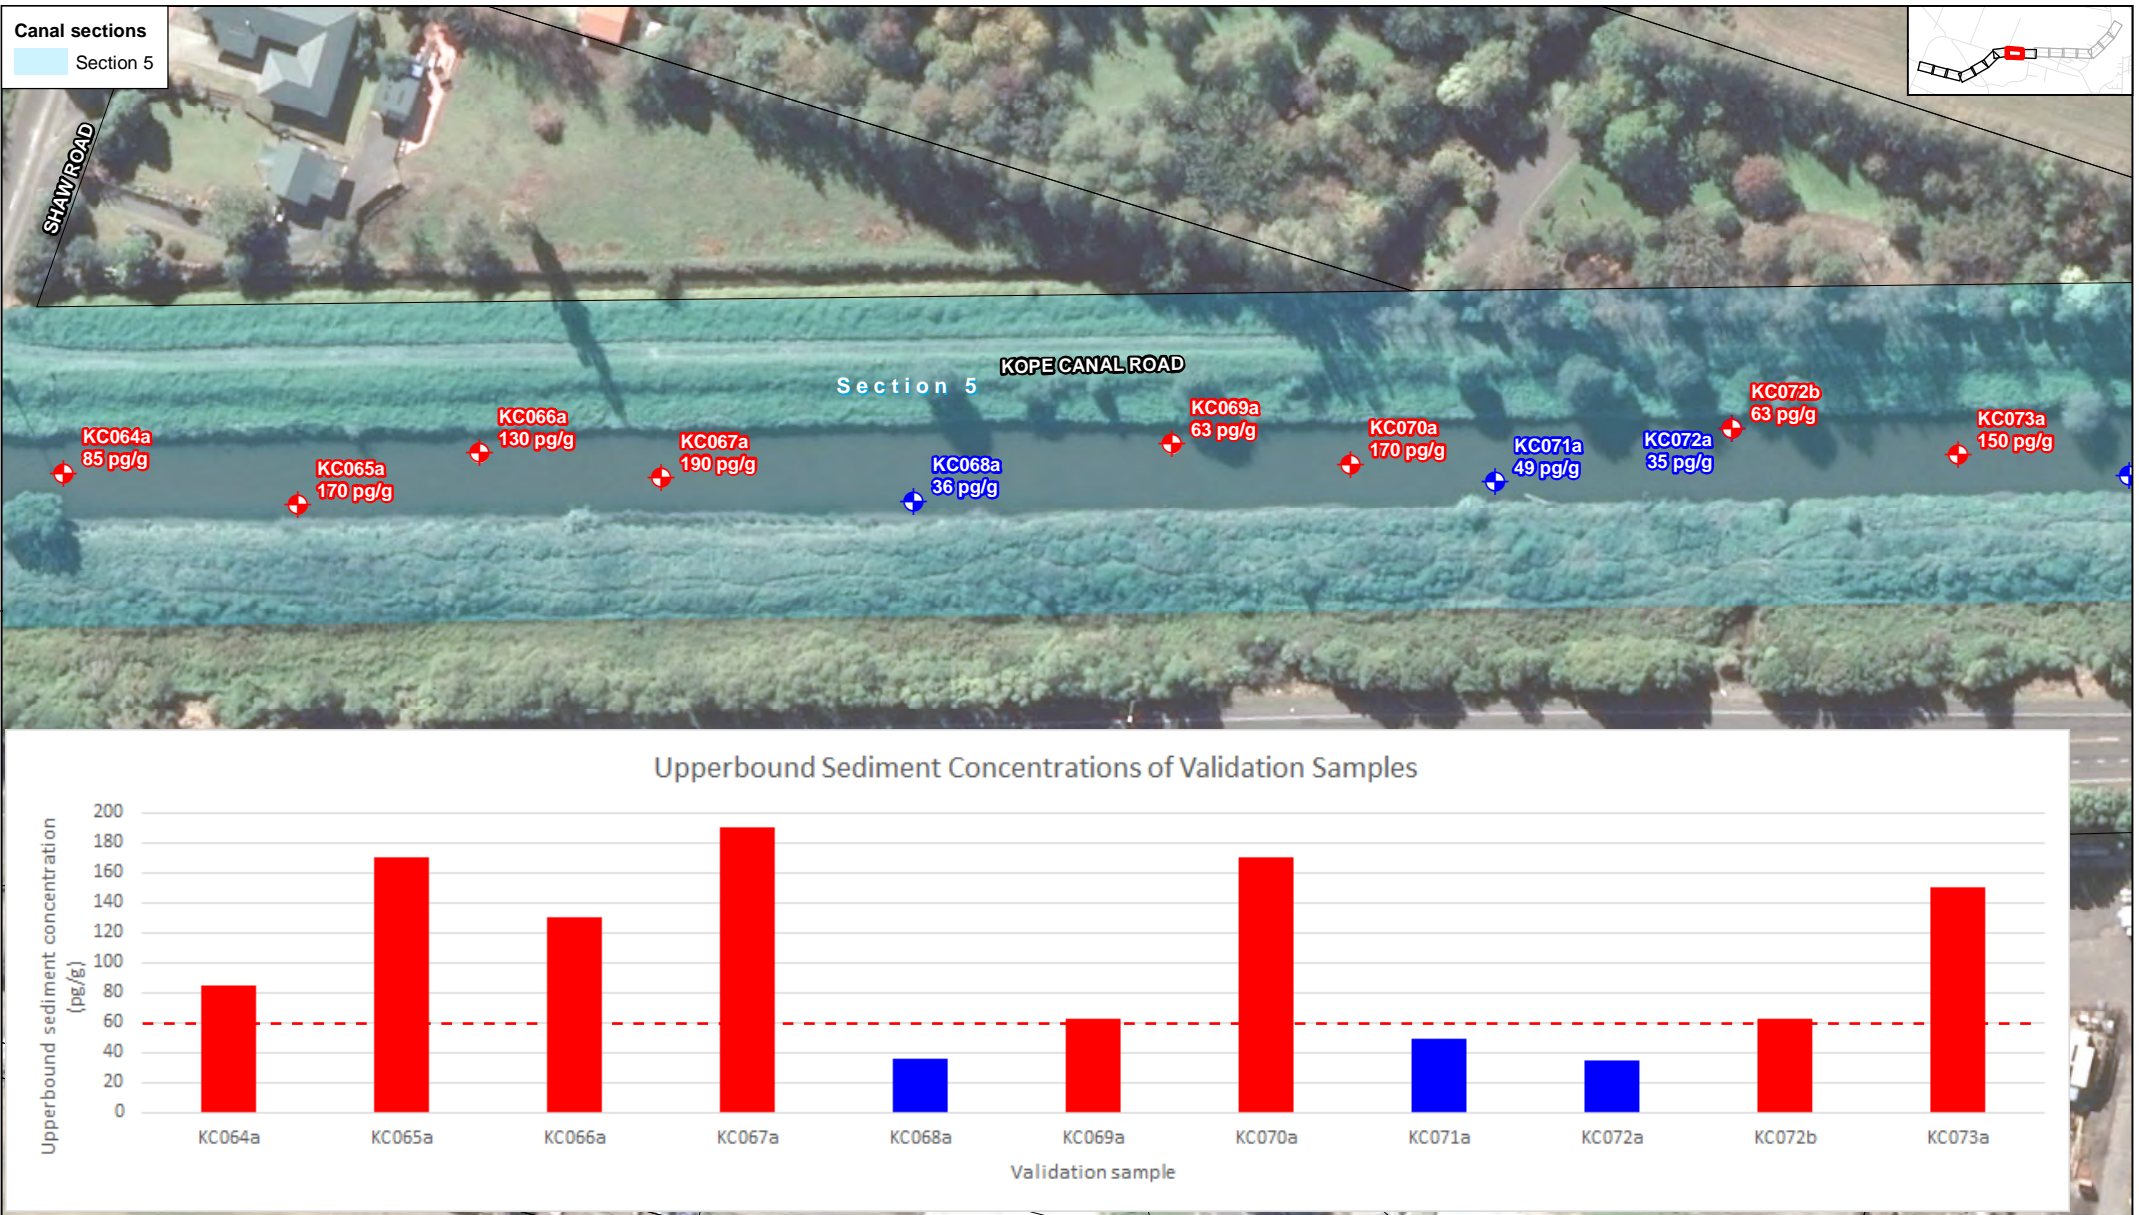 Canal sections
Section 5
SHAW ROAD
KOPE CANAL ROAD
Section 5
KC064a
85 pg/g
KC065a
170 pg/g
KC066a
130 pg/g
KC067a
190 pg/g
KC068a
36 pg/g
KC069a
63 pg/g
KC070a
170 pg/g
KC071a
49 pg/g
KC072a
35 pg/g
KC072b
63 pg/g
KC073a
150 pg/g
Upperbound Sediment Concentrations of Validation Samples
Upperbound sediment concentration
(pg/g)
200
180
160
140
120
100
80
60
40
20
0
KC064a KC065a KC066a KC067a KC068a KC069a KC070a KC071a KC072a KC072b KC073a
Validation sample